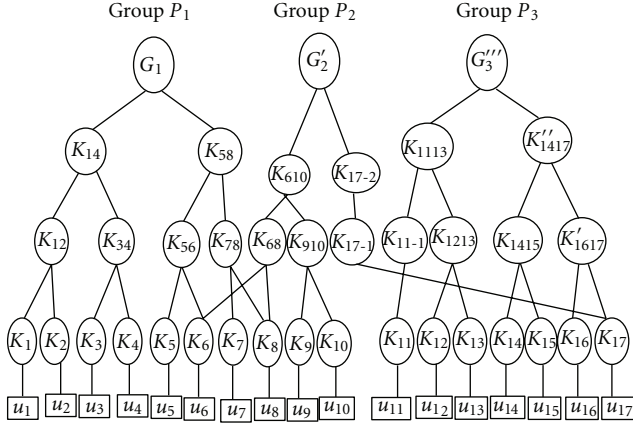 Group P₁ Group P₂ Group P₃
G₁ G′₂ G‴₃
K₁₄ K₅₈ K₆₁₀ K₁₇₋₂ K₁₁₁₃ K″₁₄₁₇
K₁₂ K₃₄ K₅₆ K₇₈ K₆₈ K₉₁₀ K₁₇₋₁ K₁₁₋₁ K₁₂₁₃ K₁₄₁₅ K′₁₆₁₇
K₁ K₂ K₃ K₄ K₅ K₆ K₇ K₈ K₉ K₁₀ K₁₁ K₁₂ K₁₃ K₁₄ K₁₅ K₁₆ K₁₇
u₁ u₂ u₃ u₄ u₅ u₆ u₇ u₈ u₉ u₁₀ u₁₁ u₁₂ u₁₃ u₁₄ u₁₅ u₁₆ u₁₇